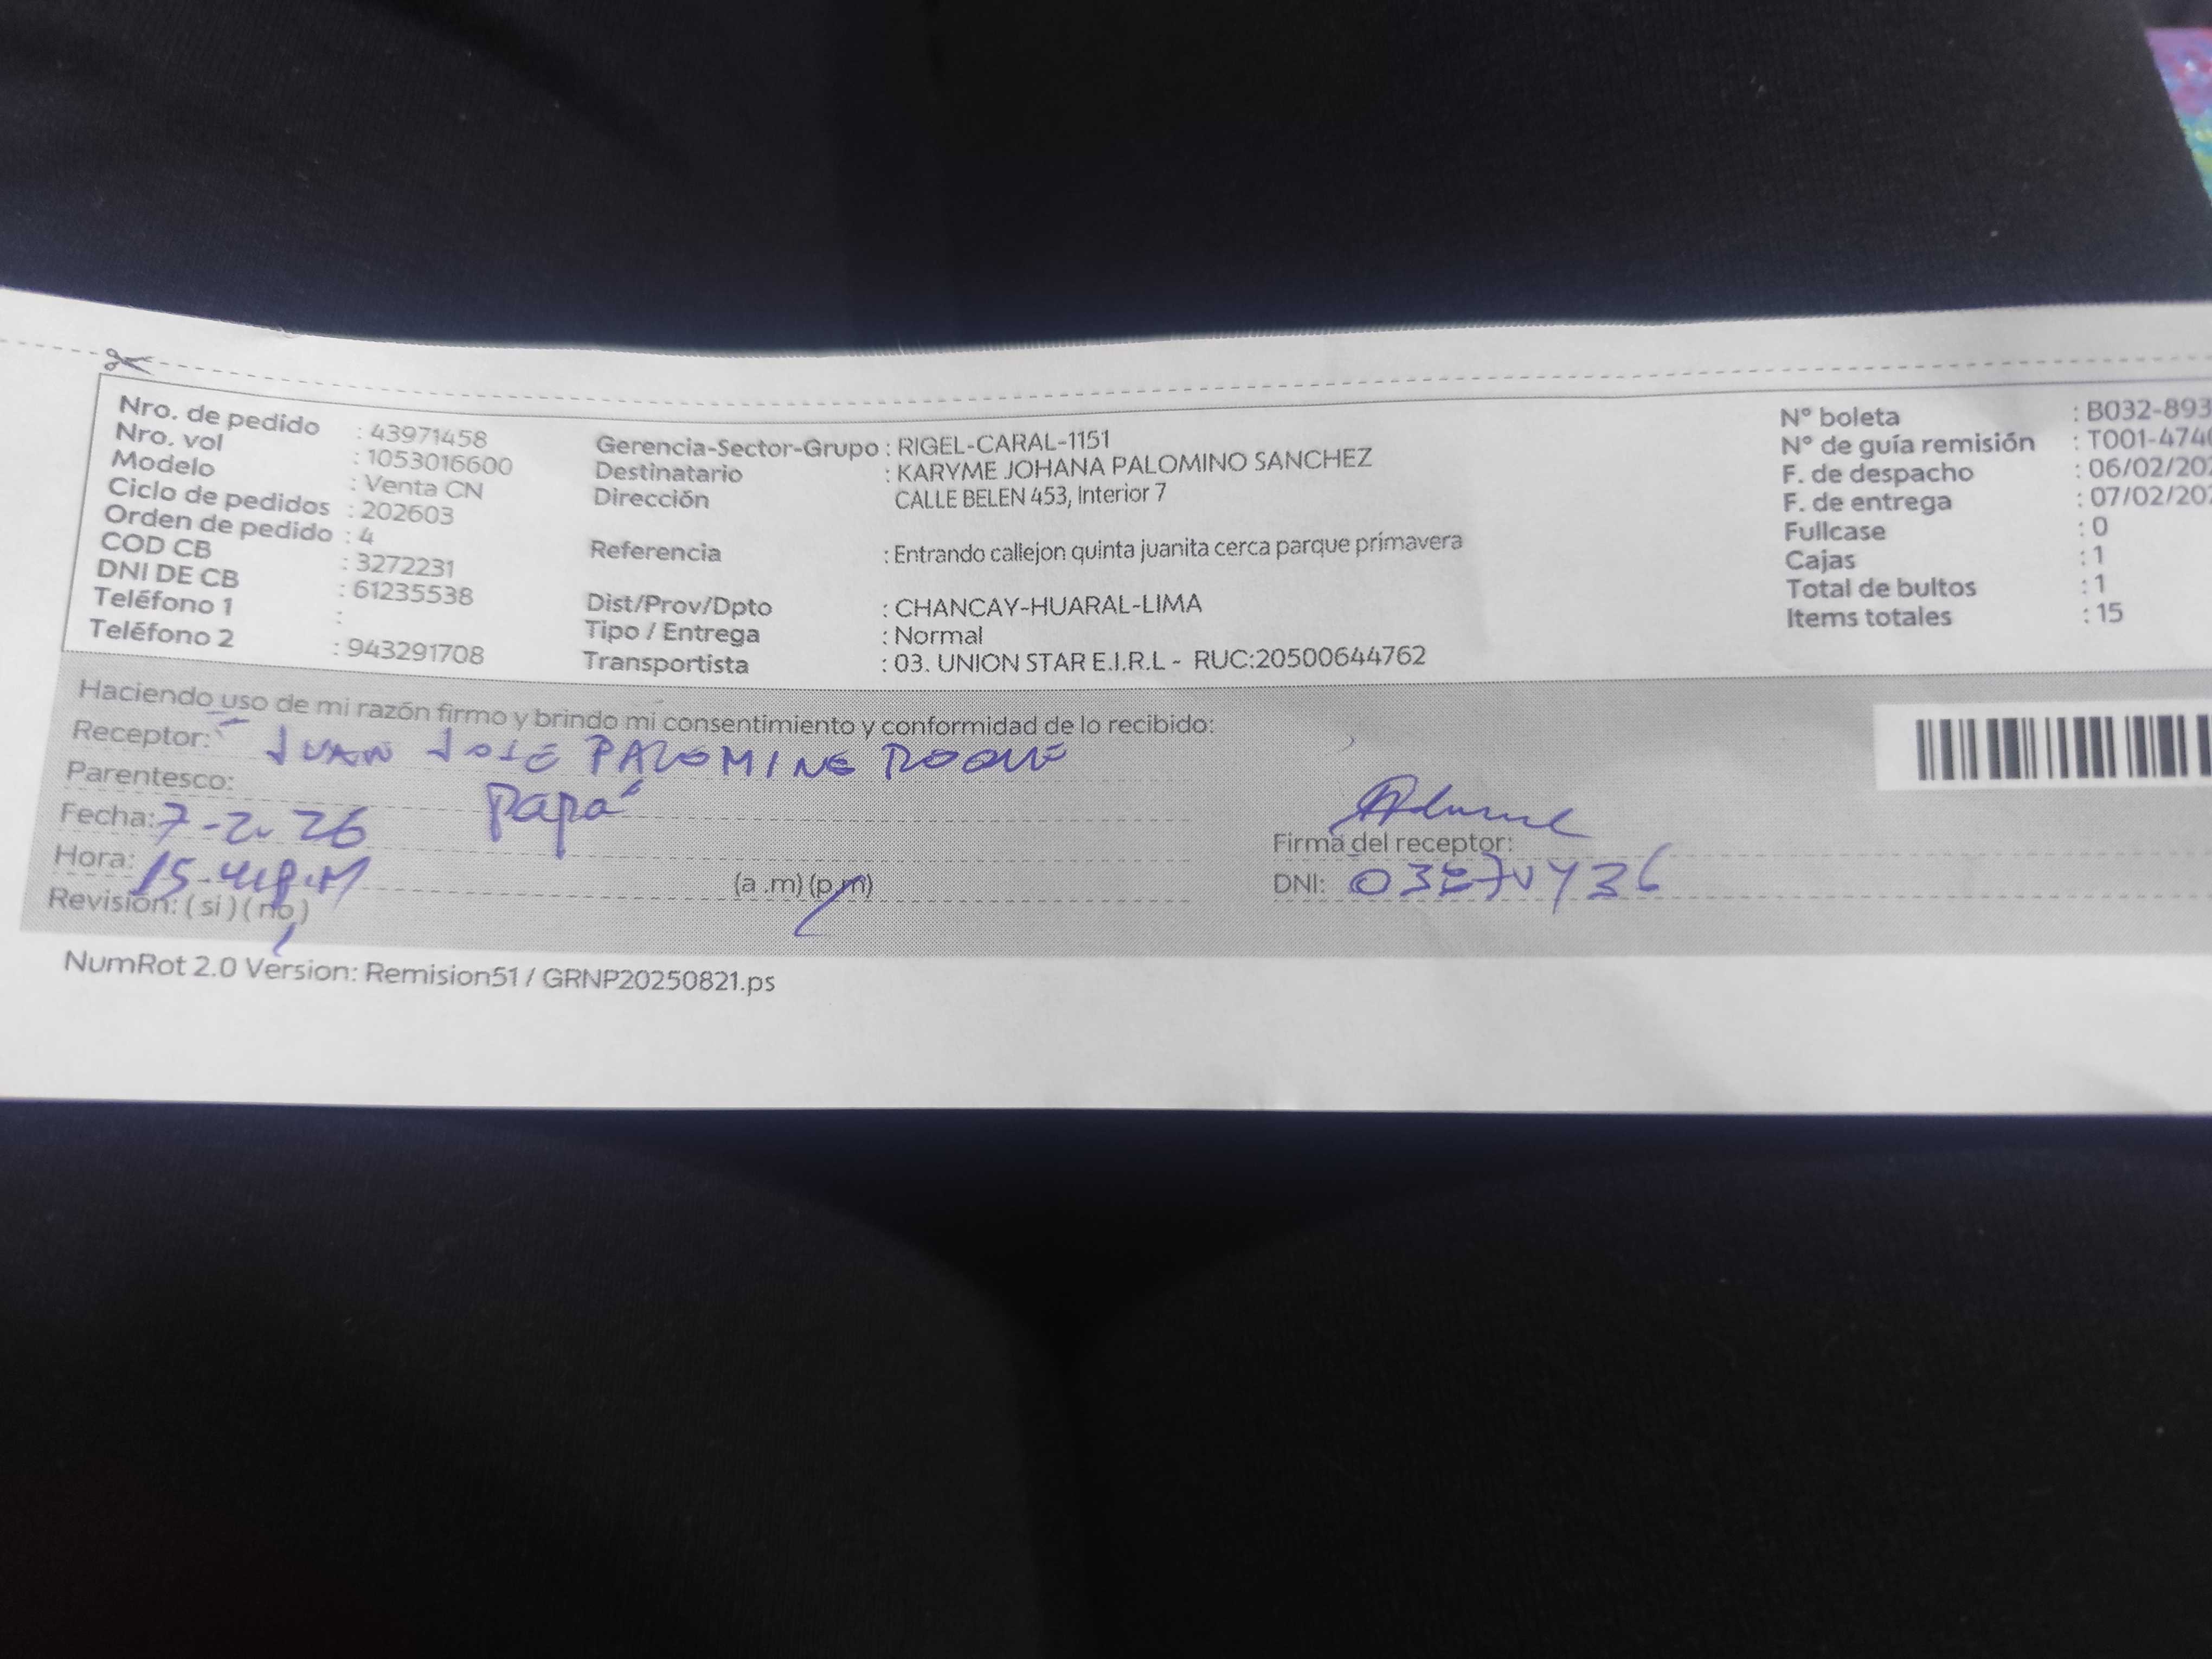 Nro. de pedido : 43971458
Nro. vol : 1053016600
Modelo : Venta CN
Ciclo de pedidos : 202603
Orden de pedido : 4
COD CB : 3272231
DNI DE CB : 61235538
Teléfono 1 :
Teléfono 2 : 943291708
Gerencia-Sector-Grupo : RIGEL-CARAL-1151
Destinatario : KARYME JOHANA PALOMINO SANCHEZ
Dirección CALLE BELEN 453, Interior 7
Referencia : Entrando callejon quinta juanita cerca parque primavera
Dist/Prov/Dpto : CHANCAY-HUARAL-LIMA
Tipo / Entrega : Normal
Transportista : 03. UNION STAR E.I.R.L - RUC:20500644762
N° boleta : B032-893
N° de guía remisión : T001-474
F. de despacho : 06/02/202
F. de entrega : 07/02/202
Fullcase : 0
Cajas : 1
Total de bultos : 1
Items totales : 15
Haciendo uso de mi razón firmo y brindo mi consentimiento y conformidad de lo recibido:
Receptor: JUAN JOSE PALOMINO ROQUE
Parentesco: Papá
Fecha: 7-2-26
Hora: (a .m) (p.m)
Revisión: ( si ) ( no )
Firma del receptor:
DNI:
NumRot 2.0 Version: Remision51 / GRNP20250821.ps